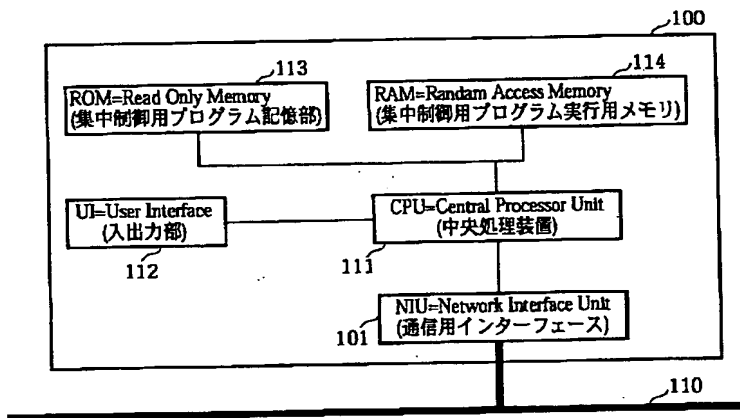 100
113
114
ROM=Read Only Memory
(集中制御用プログラム記憶部)
RAM=Randam Access Memory
(集中制御用プログラム実行用メモリ)
UI=User Interface
(入出力部)
112
CPU=Central Processor Unit
(中央処理装置)
111
NIU=Network Interface Unit
(通信用インターフェース)
101
110